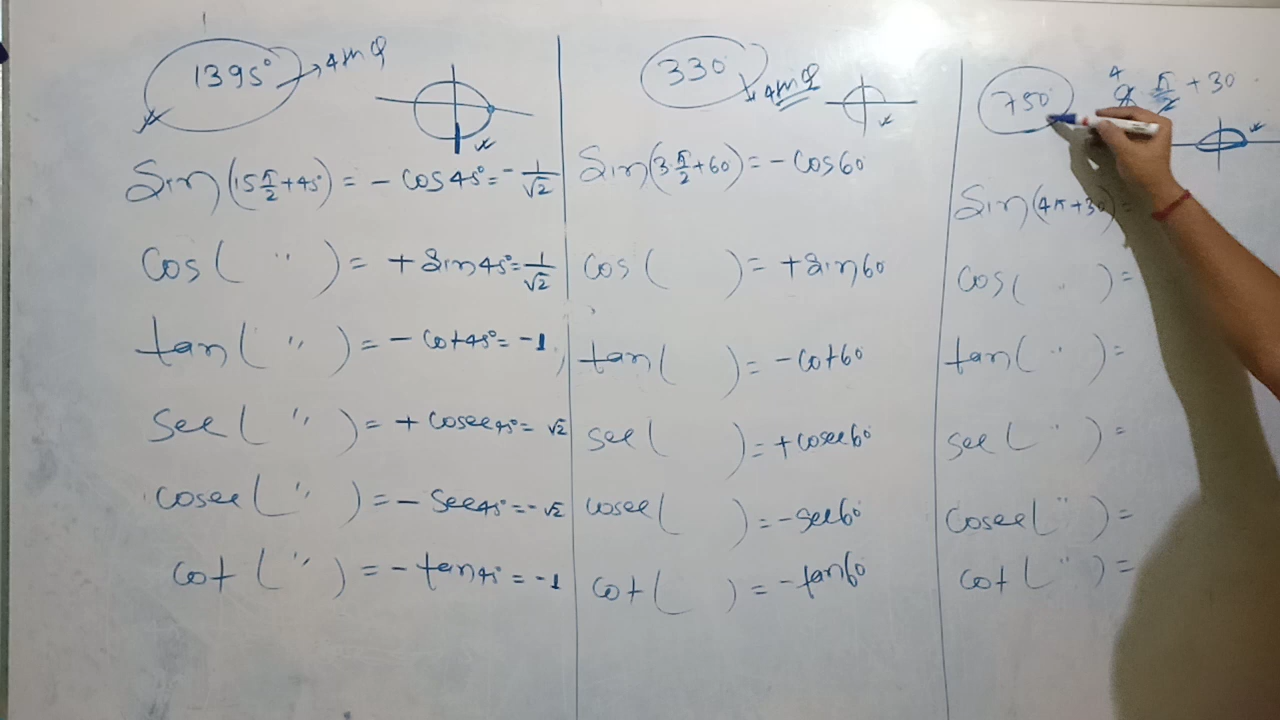 1395° → 4th Q
Sin(15 π/2 + 45°) = - cos 45° = - 1/√2
Cos( '' ) = + Sin 45° = 1/√2
tan( '' ) = - cot 45° = -1
Sec( '' ) = + cosec 45° = √2
Cosec( '' ) = - Sec 45° = - √2
cot( '' ) = - tan 45° = -1
330° 4th Q
Sin(3 π/2 + 60) = - cos 60
cos( ) = + Sin 60
tan( ) = - cot 60
sec( ) = + cosec 60
cosec( ) = - sec 60
cot( ) = - tan 60
750 4 π/2 + 30
Sin(4π + 30) =
cos( '' ) =
tan( '' ) =
sec( '' ) =
Cosec( '' ) =
cot( '' ) =